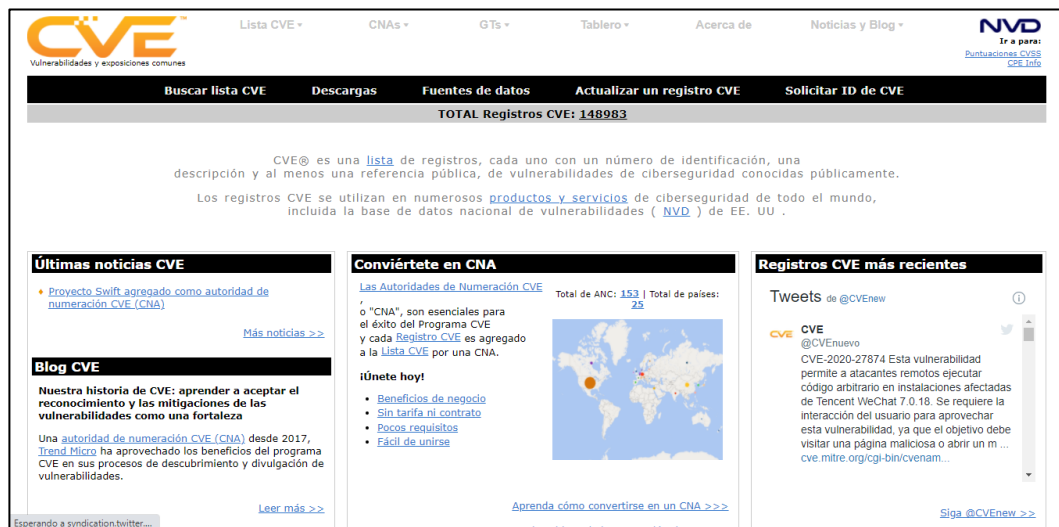 CVE™
Vulnerabilidades y exposiciones comunes
Lista CVE CNAs GTs Tablero Acerca de Noticias y Blog
NVD
Ir a para:
Puntuaciones CVSS
CPE Info
Buscar lista CVE Descargas Fuentes de datos Actualizar un registro CVE Solicitar ID de CVE
TOTAL Registros CVE: 148983
CVE® es una lista de registros, cada uno con un número de identificación, una
descripción y al menos una referencia pública, de vulnerabilidades de ciberseguridad conocidas públicamente.
Los registros CVE se utilizan en numerosos productos y servicios de ciberseguridad de todo el mundo,
incluida la base de datos nacional de vulnerabilidades ( NVD ) de EE. UU .
Últimas noticias CVE
Proyecto Swift agregado como autoridad de
numeración CVE (CNA)
Más noticias >>
Blog CVE
Nuestra historia de CVE: aprender a aceptar el
reconocimiento y las mitigaciones de las
vulnerabilidades como una fortaleza
Una autoridad de numeración CVE (CNA) desde 2017,
Trend Micro ha aprovechado los beneficios del programa
CVE en sus procesos de descubrimiento y divulgación de
vulnerabilidades.
Leer más >>
Conviértete en CNA
Las Autoridades de Numeración CVE
,
o "CNA", son esenciales para
el éxito del Programa CVE
y cada Registro CVE es agregado
a la Lista CVE por una CNA.
¡Únete hoy!
Beneficios de negocio
Sin tarifa ni contrato
Pocos requisitos
Fácil de unirse
Total de ANC: 153 | Total de países:
25
Aprenda cómo convertirse en un CNA >>>
Registros CVE más recientes
Tweets de @CVEnew
CVE
CVE
@CVEnuevo
CVE-2020-27874 Esta vulnerabilidad
permite a atacantes remotos ejecutar
código arbitrario en instalaciones afectadas
de Tencent WeChat 7.0.18. Se requiere la
interacción del usuario para aprovechar
esta vulnerabilidad, ya que el objetivo debe
visitar una página maliciosa o abrir un m ...
cve.mitre.org/cgi-bin/cvenam...
Siga @CVEnew >>
Esperando a syndication.twitter....